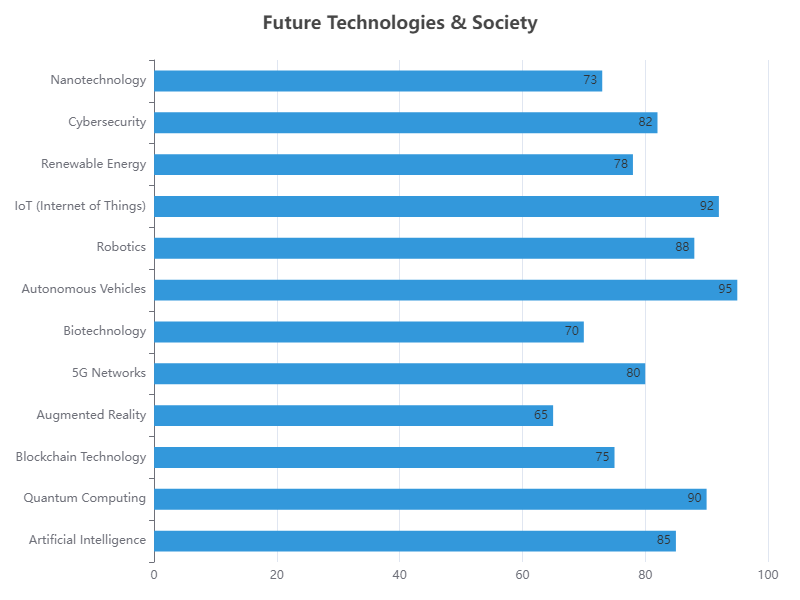 Future Technologies & Society
Nanotechnology 73
Cybersecurity 82
Renewable Energy 78
IoT (Internet of Things) 92
Robotics 88
Autonomous Vehicles 95
Biotechnology 70
5G Networks 80
Augmented Reality 65
Blockchain Technology 75
Quantum Computing 90
Artificial Intelligence 85
0 20 40 60 80 100